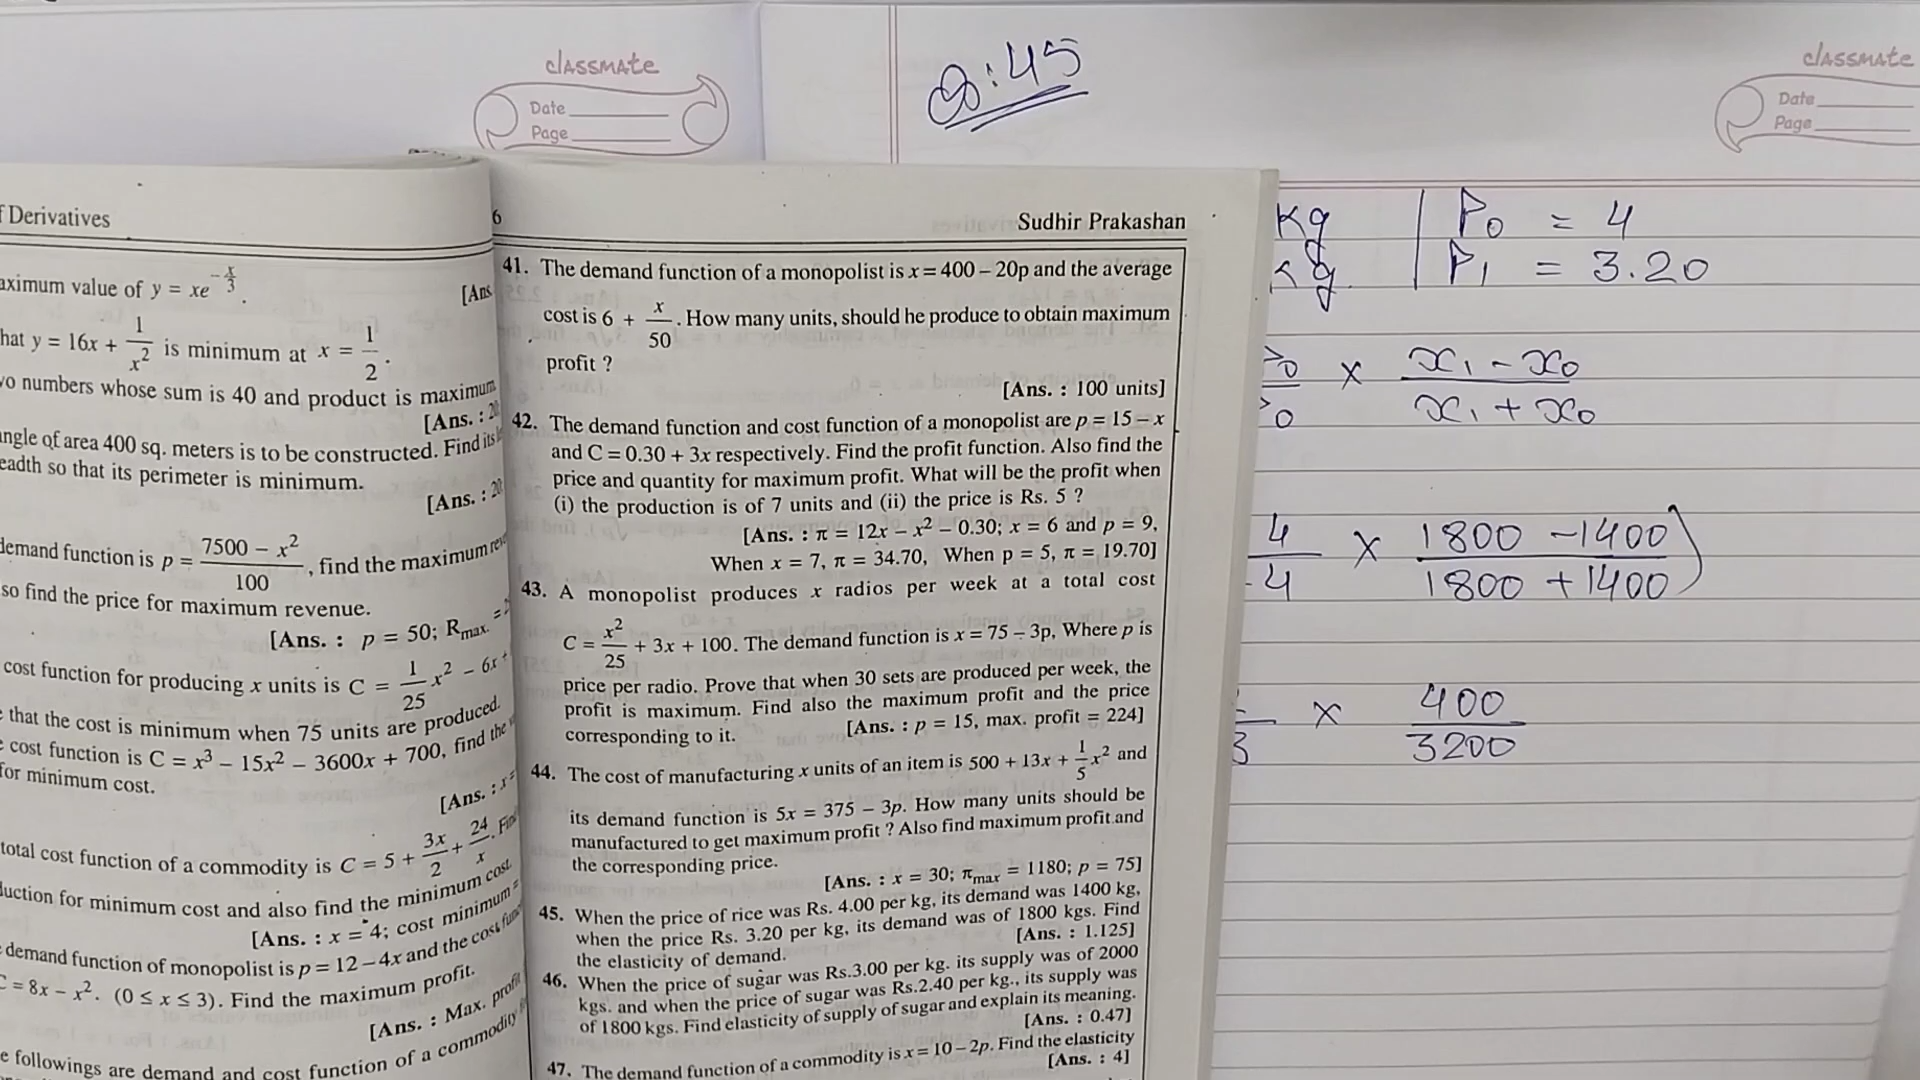 classmate
Date
Page
Q:45
classmate
Date
Page
f Derivatives
aximum value of y = xe^{-x/3}.
[Ans
hat y = 16x + 1/x² is minimum at x = 1/2.
vo numbers whose sum is 40 and product is maximum
[Ans. : 20
angle of area 400 sq. meters is to be constructed. Find its
eadth so that its perimeter is minimum.
[Ans. : 20
demand function is p = (7500 – x²)/100, find the maximum rev
so find the price for maximum revenue.
[Ans. : p = 50; R_max. =
cost function for producing x units is C = 1/25 x² – 6x +
that the cost is minimum when 75 units are produced.
cost function is C = x³ – 15x² – 3600x + 700, find the
for minimum cost.
[Ans. : x =
total cost function of a commodity is C = 5 + 3x/2 + 24/x. Find
duction for minimum cost and also find the minimum cost.
[Ans. : x = 4; cost minimum =
demand function of monopolist is p = 12 – 4x and the cost func
C = 8x – x². (0 ≤ x ≤ 3). Find the maximum profit.
[Ans. : Max. profit
e followings are demand and cost function of a commodity
6
Sudhir Prakashan
41. The demand function of a monopolist is x = 400 – 20p and the average
cost is 6 + x/50. How many units, should he produce to obtain maximum
profit ?
[Ans. : 100 units]
42. The demand function and cost function of a monopolist are p = 15 – x
and C = 0.30 + 3x respectively. Find the profit function. Also find the
price and quantity for maximum profit. What will be the profit when
(i) the production is of 7 units and (ii) the price is Rs. 5 ?
[Ans. : π = 12x – x² – 0.30; x = 6 and p = 9,
When x = 7, π = 34.70, When p = 5, π = 19.70]
43. A monopolist produces x radios per week at a total cost
C = x²/25 + 3x + 100. The demand function is x = 75 – 3p, Where p is
price per radio. Prove that when 30 sets are produced per week, the
profit is maximum. Find also the maximum profit and the price
corresponding to it.
[Ans. : p = 15, max. profit = 224]
44. The cost of manufacturing x units of an item is 500 + 13x + 1/5 x² and
its demand function is 5x = 375 – 3p. How many units should be
manufactured to get maximum profit ? Also find maximum profit and
the corresponding price.
[Ans. : x = 30; π_max = 1180; p = 75]
45. When the price of rice was Rs. 4.00 per kg, its demand was 1400 kg,
when the price Rs. 3.20 per kg, its demand was of 1800 kgs. Find
the elasticity of demand.
[Ans. : 1.125]
46. When the price of sugar was Rs.3.00 per kg. its supply was of 2000
kgs. and when the price of sugar was Rs.2.40 per kg., its supply was
of 1800 kgs. Find elasticity of supply of sugar and explain its meaning.
[Ans. : 0.47]
47. The demand function of a commodity is x = 10 – 2p. Find the elasticity
[Ans. : 4]
kg | P₀ = 4
kg | P₁ = 3.20
P₀ × x₁ – x₀
P₀ x₁ + x₀
4 × 1800 – 1400)
-4 1800 + 1400
× 400
3 3200